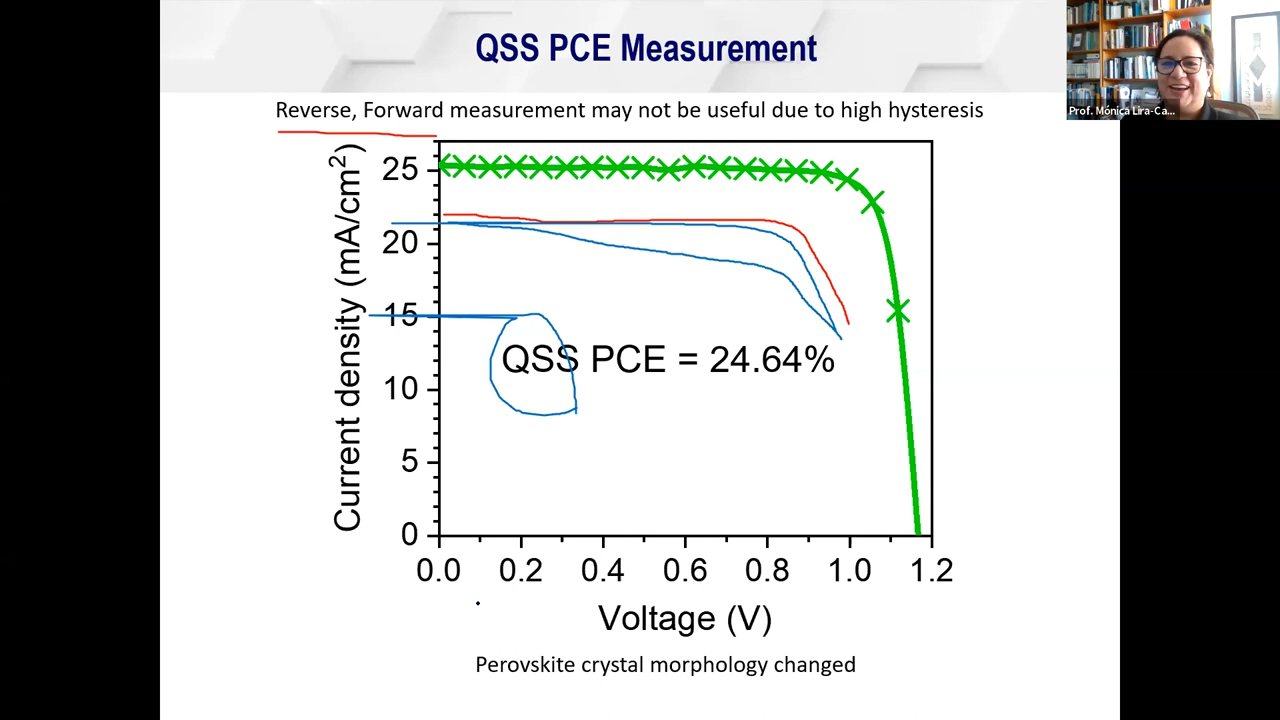 QSS PCE Measurement
Prof. Mónica Lira-Ca...
Reverse, Forward measurement may not be useful due to high hysteresis
Current density (mA/cm²)
25
20
15
10
5
0
QSS PCE = 24.64%
0.0 0.2 0.4 0.6 0.8 1.0 1.2
Voltage (V)
Perovskite crystal morphology changed